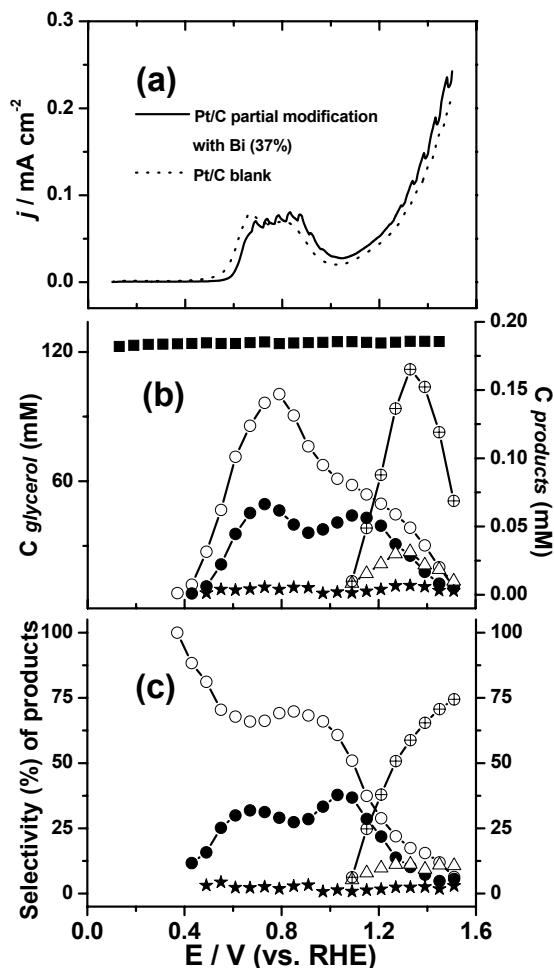 0.3
0.2
0.1
0.0
j / mA cm⁻²
(a)
Pt/C partial modification
with Bi (37%)
Pt/C blank
120
60
C glycerol (mM)
(b)
0.20
0.15
0.10
0.05
0.00
C products (mM)
100
75
50
25
0
Selectivity (%) of products
(c)
100
75
50
25
0
0.0 0.4 0.8 1.2 1.6
E / V (vs. RHE)